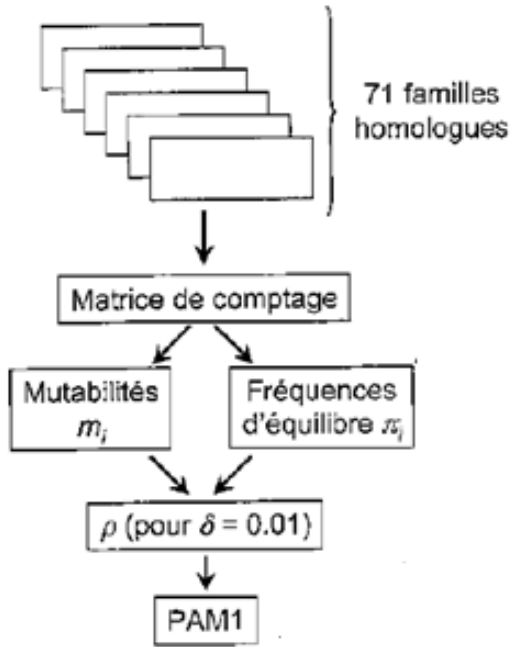 71 familles
homologues
Matrice de comptage
Mutabilités
mᵢ
Fréquences
d'équilibre πᵢ
ρ (pour δ = 0.01)
PAM1